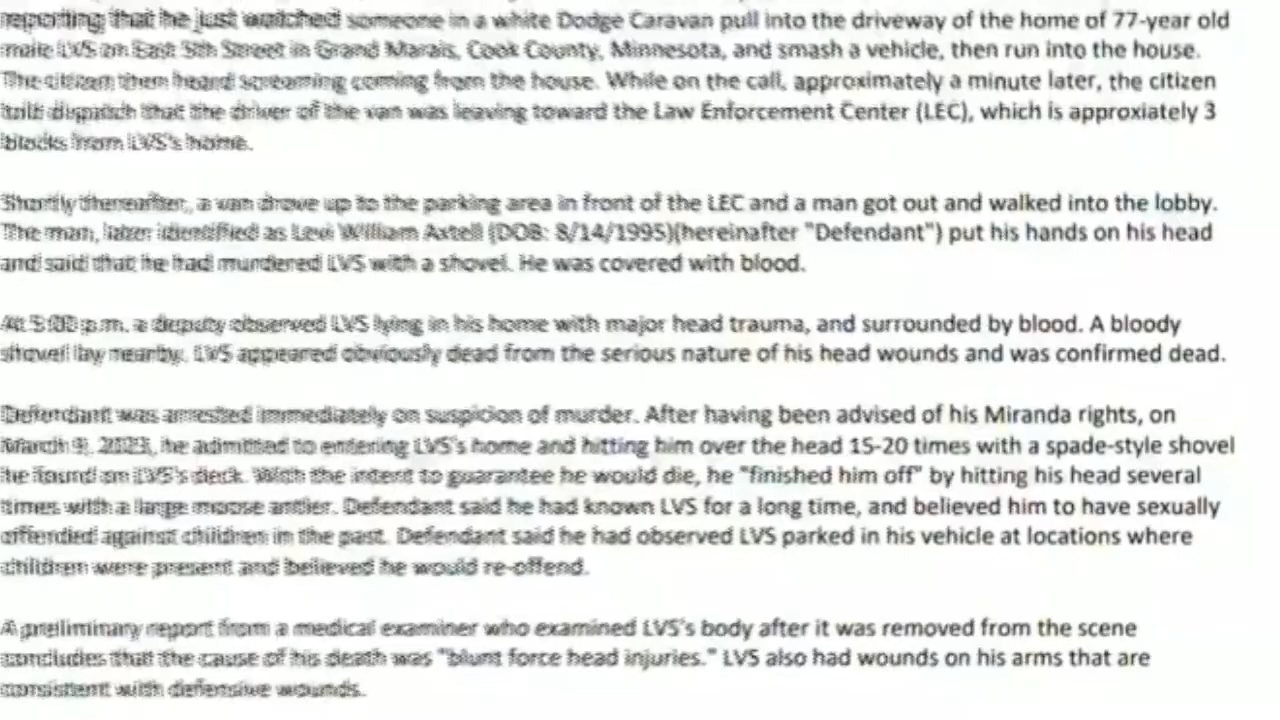 reporting that he just watched someone in a white Dodge Caravan pull into the driveway of the home of 77-year old
male LVS on East 5th Street in Grand Marais, Cook County, Minnesota, and smash a vehicle, then run into the house.
The citizen then heard screaming coming from the house. While on the call, approximately a minute later, the citizen
told dispatch that the driver of the van was leaving toward the Law Enforcement Center (LEC), which is approxiately 3
blocks from LVS's home.
Shortly thereafter, a van drove up to the parking area in front of the LEC and a man got out and walked into the lobby.
The man, later identified as Levi William Axtell (DOB: 8/14/1995)(hereinafter "Defendant") put his hands on his head
and said that he had murdered LVS with a shovel. He was covered with blood.
At 5:00 p.m. a deputy observed LVS lying in his home with major head trauma, and surrounded by blood. A bloody
shovel lay nearby. LVS appeared obviously dead from the serious nature of his head wounds and was confirmed dead.
Defendant was arrested immediately on suspicion of murder. After having been advised of his Miranda rights, on
March 9, 2023, he admitted to entering LVS's home and hitting him over the head 15-20 times with a spade-style shovel
he found on LVS's deck. With the intent to guarantee he would die, he "finished him off" by hitting his head several
times with a large moose antler. Defendant said he had known LVS for a long time, and believed him to have sexually
offended against children in the past. Defendant said he had observed LVS parked in his vehicle at locations where
children were present and believed he would re-offend.
A preliminary report from a medical examiner who examined LVS's body after it was removed from the scene
concludes that the cause of his death was "blunt force head injuries." LVS also had wounds on his arms that are
consistent with defensive wounds.